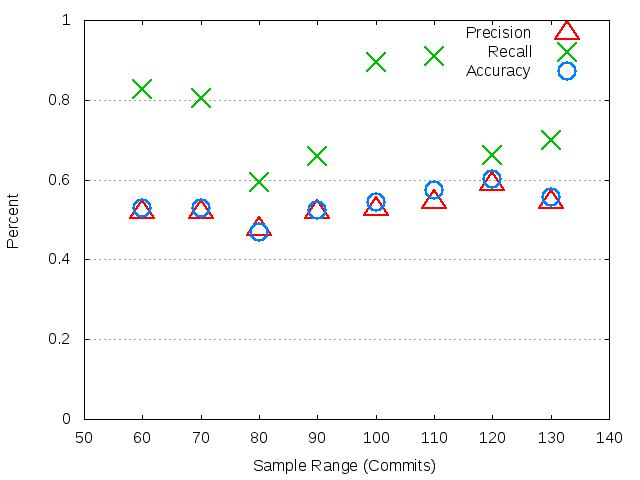 Precision
Recall
Accuracy
1
0.8
0.6
0.4
0.2
0
Percent
50 60 70 80 90 100 110 120 130 140
Sample Range (Commits)